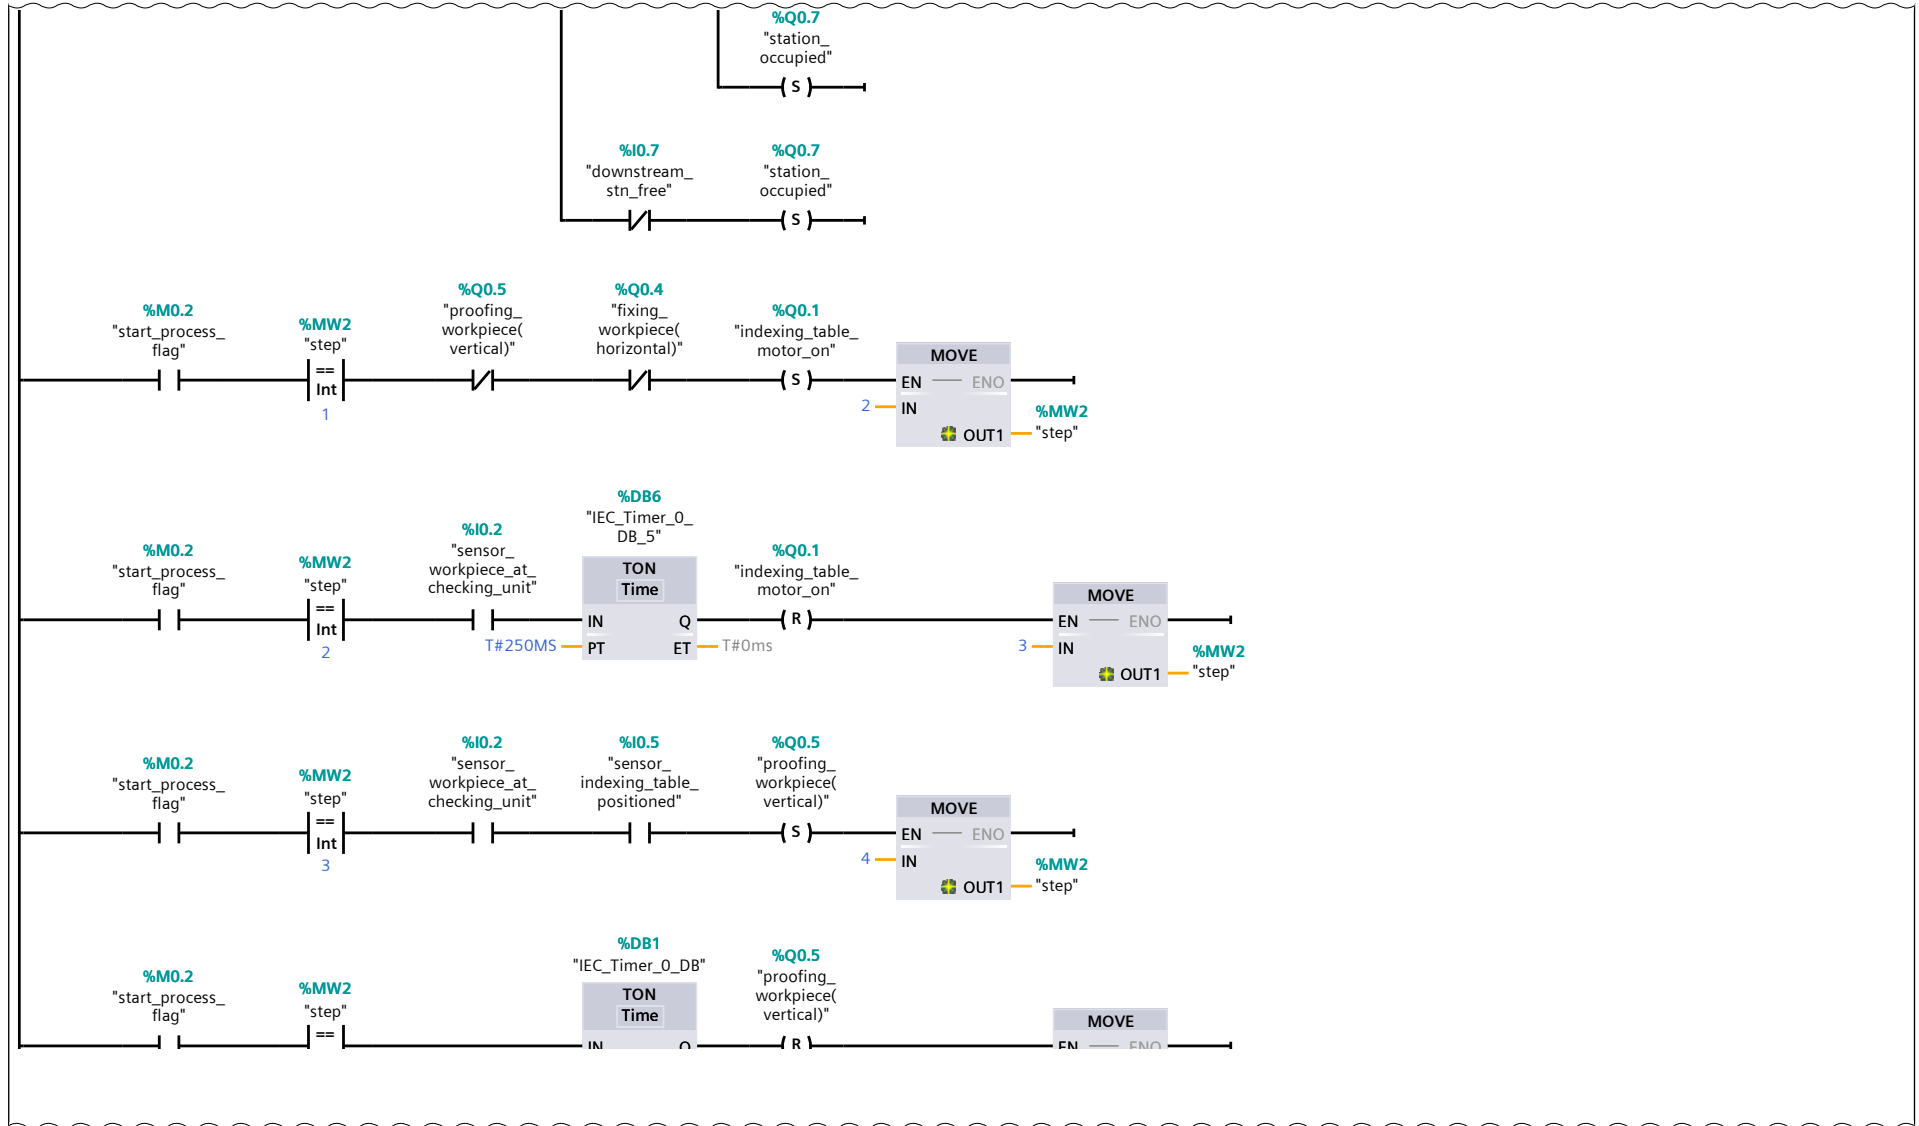 %Q0.7
"station_
occupied"
( S )
%I0.7
"downstream_
stn_free"
%Q0.7
"station_
occupied"
( S )
%M0.2
"start_process_
flag"
%MW2
"step"
==
Int
1
%Q0.5
"proofing_
workpiece(
vertical)"
%Q0.4
"fixing_
workpiece(
horizontal)"
%Q0.1
"indexing_table_
motor_on"
( S )
MOVE
EN
ENO
2
IN
OUT1
%MW2
"step"
%M0.2
"start_process_
flag"
%MW2
"step"
==
Int
2
%I0.2
"sensor_
workpiece_at_
checking_unit"
%DB6
"IEC_Timer_0_
DB_5"
TON
Time
IN
Q
T#250MS
PT
ET
T#0ms
%Q0.1
"indexing_table_
motor_on"
( R )
MOVE
EN
ENO
3
IN
OUT1
%MW2
"step"
%M0.2
"start_process_
flag"
%MW2
"step"
==
Int
3
%I0.2
"sensor_
workpiece_at_
checking_unit"
%I0.5
"sensor_
indexing_table_
positioned"
%Q0.5
"proofing_
workpiece(
vertical)"
( S )
MOVE
EN
ENO
4
IN
OUT1
%MW2
"step"
%M0.2
"start_process_
flag"
%MW2
"step"
==
%DB1
"IEC_Timer_0_DB"
TON
Time
IN
Q
%Q0.5
"proofing_
workpiece(
vertical)"
( R )
MOVE
EN
ENO